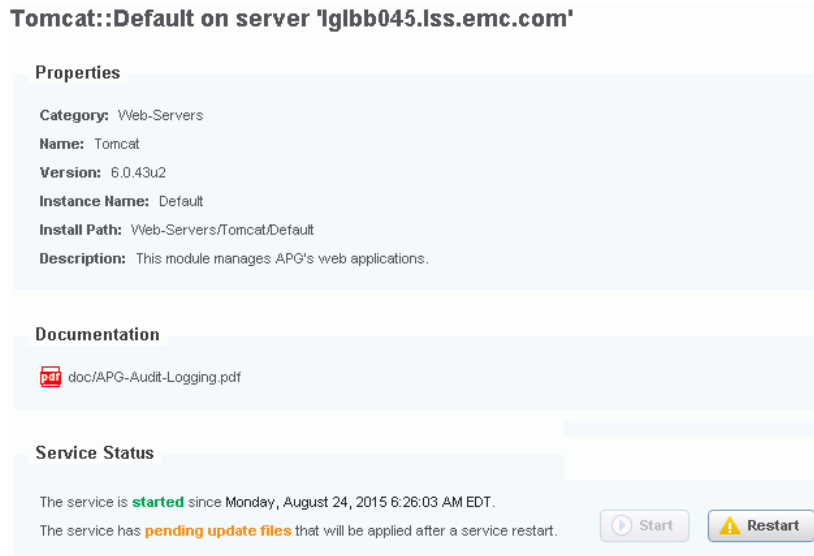 Tomcat::Default on server 'lglbb045.lss.emc.com'
Properties
Category: Web-Servers
Name: Tomcat
Version: 6.0.43u2
Instance Name: Default
Install Path: Web-Servers/Tomcat/Default
Description: This module manages APG's web applications.
Documentation
pdf doc/APG-Audit-Logging.pdf
Service Status
The service is started since Monday, August 24, 2015 6:26:03 AM EDT.
The service has pending update files that will be applied after a service restart. Start Restart